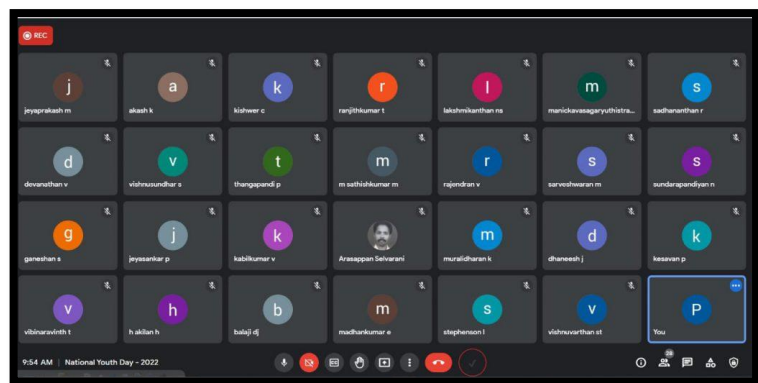 REC
j a k r l m s
jeyaprakash m akash k kishwer c ranjithkumar t lakshmikanthan ns manickavasagaryuthistra... sadhananthan r
d v t m r s s
devanathan v vishnusundhar s thangapandi p m sathishkumar m rajendran v sarveshwaran m sundarapandiyan n
g j k m d k
ganeshan s jeyasankar p kabilkumar v Arasappan Selvarani muralidharan k dhaneesh j kesavan p
v h b m s v P
vibinaravinth t h akilan h balaji dj madhankumar e stephenson l vishnuvarthan st You
28
9:54 AM | National Youth Day - 2022